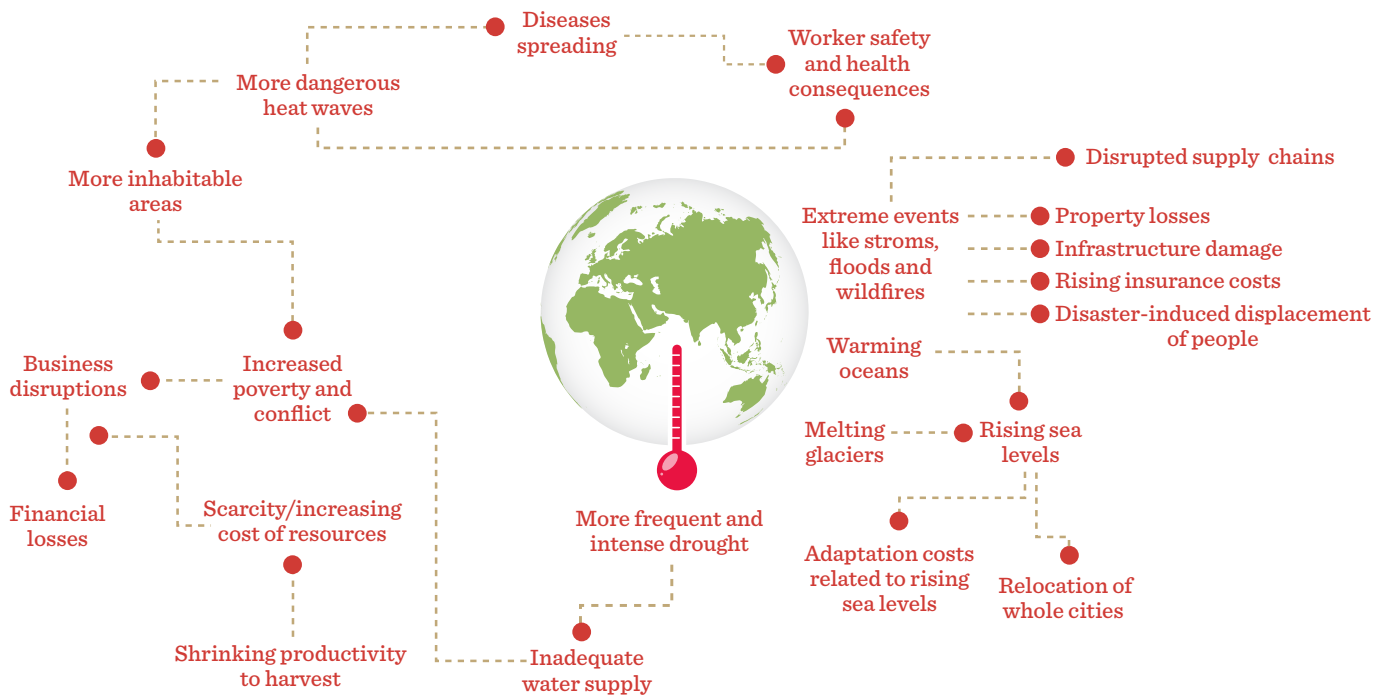 Diseases
spreading
Worker safety
and health
consequences
More dangerous
heat waves
More inhabitable
areas
Disrupted supply chains
Extreme events
like stroms,
floods and
wildfires
Property losses
Infrastructure damage
Rising insurance costs
Disaster-induced displacement
of people
Warming
oceans
Business
disruptions
Increased
poverty and
conflict
Melting
glaciers
Rising sea
levels
Financial
losses
Scarcity/increasing
cost of resources
More frequent and
intense drought
Adaptation costs
related to rising
sea levels
Relocation of
whole cities
Shrinking productivity
to harvest
Inadequate
water supply